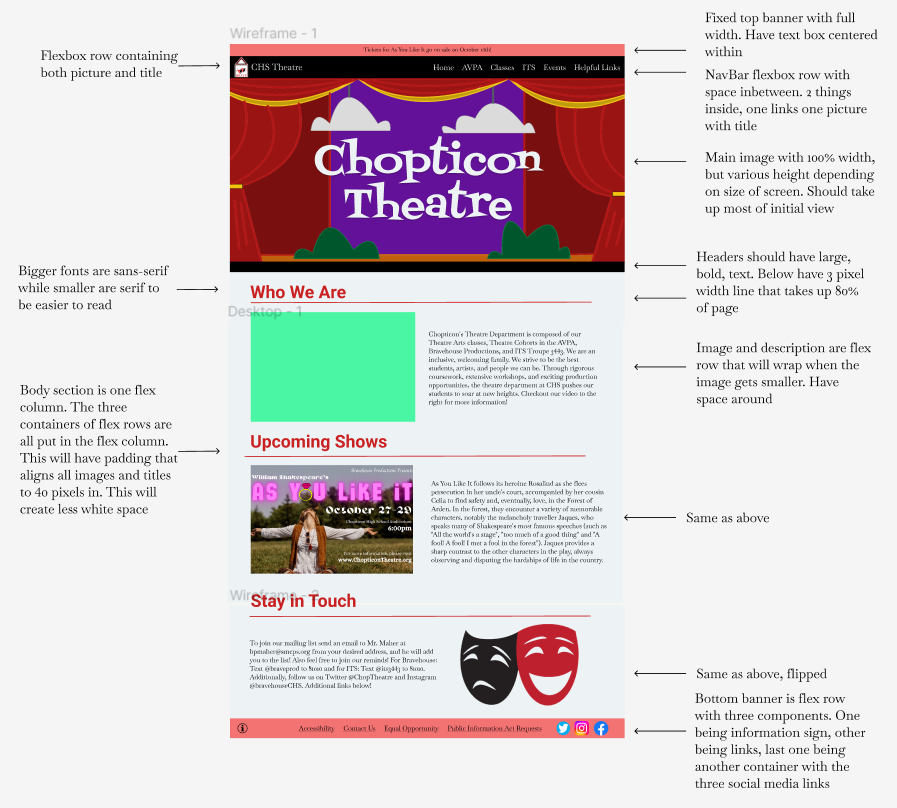 Wireframe - 1
Fixed top banner with full
width. Have text box centered
within
Flexbox row containing
both picture and title
Tickets for As You Like It go on sale on October 16th!
CHS Theatre
Home AVPA Classes ITS Events Helpful Links
NavBar flexbox row with
space inbetween. 2 things
inside, one links one picture
with title
Chopticon
Theatre
Main image with 100% width,
but various height depending
on size of screen. Should take
up most of initial view
Bigger fonts are sans-serif
while smaller are serif to
be easier to read
Headers should have large,
bold, text. Below have 3 pixel
width line that takes up 80%
of page
Who We Are
Desktop - 1
Chopticon's Theatre Department is composed of our
Theatre Arts classes, Theatre Cohorts in the AVPA,
Bravehouse Productions, and ITS Troupe 3443. We are an
inclusive, welcoming family. We strive to be the best
students, artists, and people we can be. Through rigorous
coursework, extensive workshops, and exciting production
opportunities, the theatre department at CHS pushes our
students to soar at new heights. Checkout our video to the
right for more information!
Image and description are flex
row that will wrap when the
image gets smaller. Have
space around
Body section is one flex
column. The three
containers of flex rows are
all put in the flex column.
This will have padding that
aligns all images and titles
to 40 pixels in. This will
create less white space
Upcoming Shows
Bravehouse Productions Presents
William Shakespeare's
AS YOU LIKE IT
October 27-29
Chopticon High School Auditorium
6:00pm
For more information please visit
www.ChopticonTheatre.org
As You Like It follows its heroine Rosalind as she flees
persecution in her uncle's court, accompanied by her cousin
Celia to find safety and, eventually, love, in the Forest of
Arden. In the forest, they encounter a variety of memorable
characters, notably the melancholy traveller Jaques, who
speaks many of Shakespeare's most famous speeches (such as
"All the world's a stage", "too much of a good thing" and "A
fool! A fool! I met a fool in the forest"). Jaques provides a
sharp contrast to the other characters in the play, always
observing and disputing the hardships of life in the country.
Same as above
Wireframe - 2
Stay in Touch
To join our mailing list send an email to Mr. Maher at
bpmaher@smcps.org from your desired address, and he will add
you to the list! Also feel free to join our reminds! For Bravehouse:
Text @braveprod to 81010 and for ITS: Text @its3443 to 81010.
Additionally, follow us on Twitter @ChopTheatre and Instagram
@bravehouseCHS. Additional links below!
Same as above, flipped
Bottom banner is flex row
with three components. One
being information sign, other
being links, last one being
another container with the
three social media links
Accessibility Contact Us Equal Opportunity Public Information Act Requests